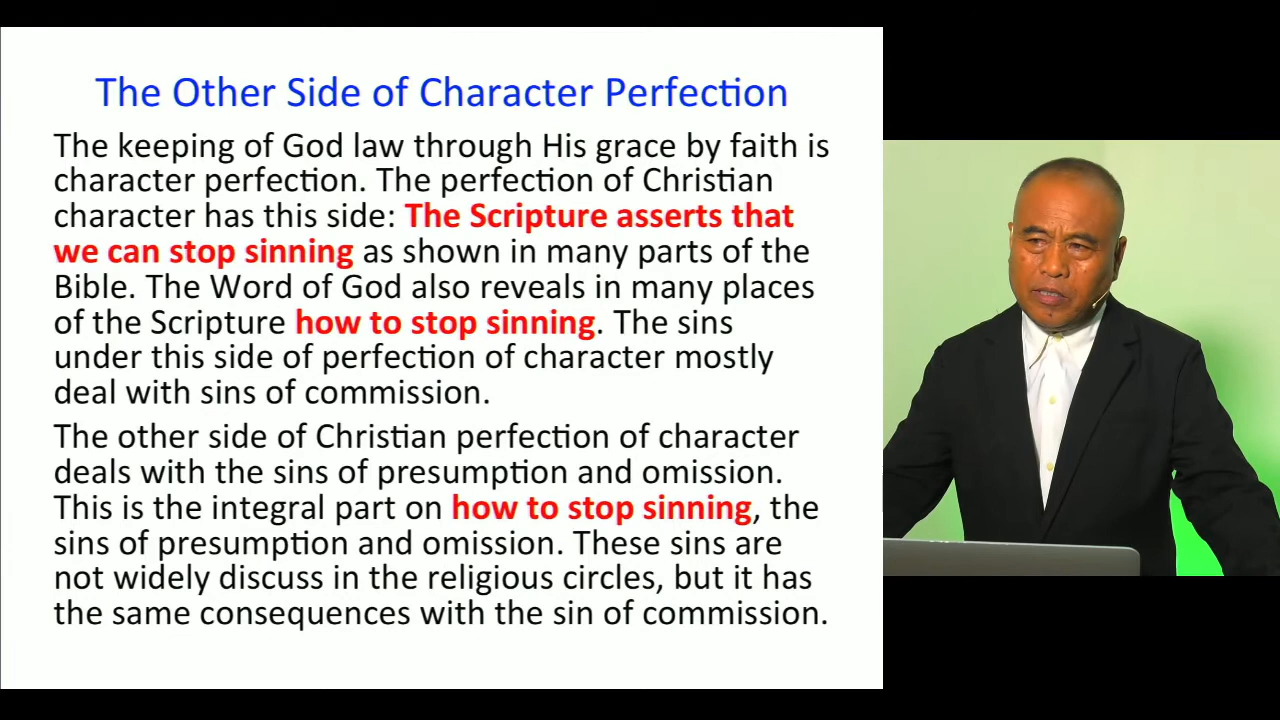 The Other Side of Character Perfection
The keeping of God law through His grace by faith is
character perfection. The perfection of Christian
character has this side: The Scripture asserts that
we can stop sinning as shown in many parts of the
Bible. The Word of God also reveals in many places
of the Scripture how to stop sinning. The sins
under this side of perfection of character mostly
deal with sins of commission.
The other side of Christian perfection of character
deals with the sins of presumption and omission.
This is the integral part on how to stop sinning, the
sins of presumption and omission. These sins are
not widely discuss in the religious circles, but it has
the same consequences with the sin of commission.